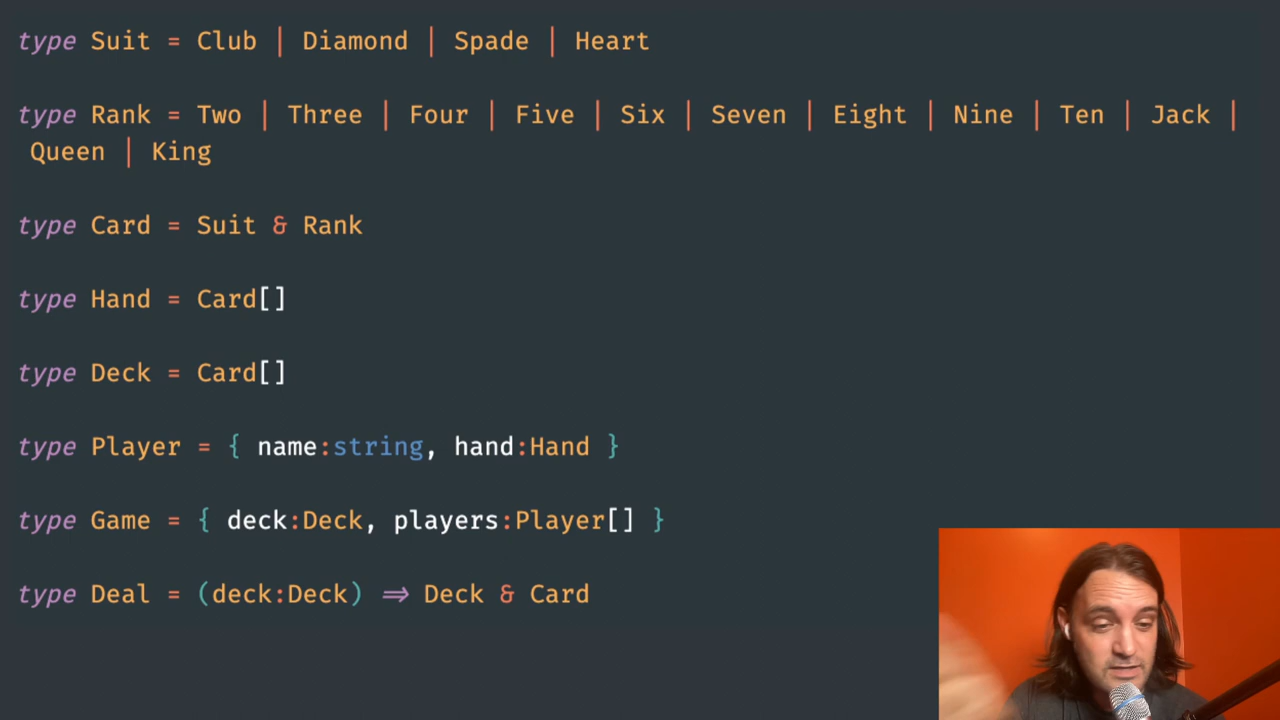 type Suit = Club | Diamond | Spade | Heart
type Rank = Two | Three | Four | Five | Six | Seven | Eight | Nine | Ten | Jack |
Queen | King
type Card = Suit & Rank
type Hand = Card[]
type Deck = Card[]
type Player = { name:string, hand:Hand }
type Game = { deck:Deck, players:Player[] }
type Deal = (deck:Deck) => Deck & Card